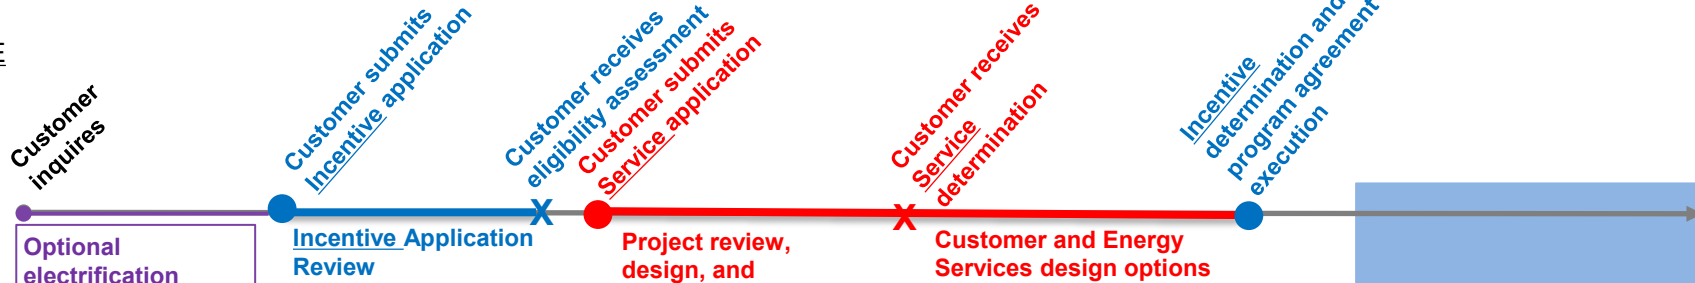 E
Customer
inquires
Customer submits
Incentive application
Customer receives
eligibility assessment
Customer submits
Service application
Customer receives
Service
determination
Incentive
determination and
program agreement
execution
X
X
Optional
electrification
Incentive Application
Review
Project review,
design, and
Customer and Energy
Services design options